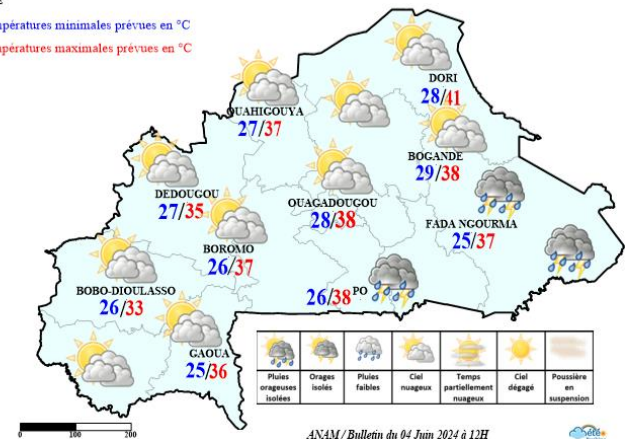 mpératures minimales prévues en °C
mpératures maximales prévues en °C
DORI
28/41
OUAHIGOUYA
27/37
BOGANDE
29/38
DEDOUGOU
27/35
OUAGADOUGOU
28/38
FADA NGOURMA
25/37
BOROMO
26/37
BOBO-DIOULASSO
26/33
PO
26/38
GAOUA
25/36
Pluies orageuses isolées
Orages isolés
Pluies faibles
Ciel nuageux
Temps partiellement nuageux
Ciel dégagé
Poussière en suspension
0 100 200
ANAM / Bulletin du 04 Juin 2024 à 12H